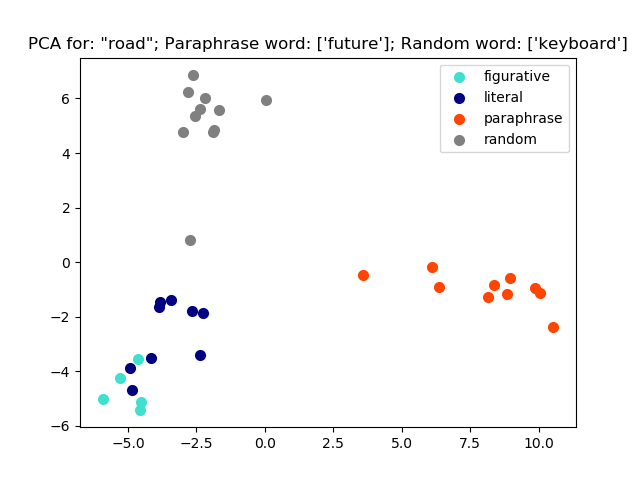 PCA for: "road"; Paraphrase word: ['future']; Random word: ['keyboard']
figurative
literal
paraphrase
random
6
4
2
0
−2
−4
−6
−5.0 −2.5 0.0 2.5 5.0 7.5 10.0